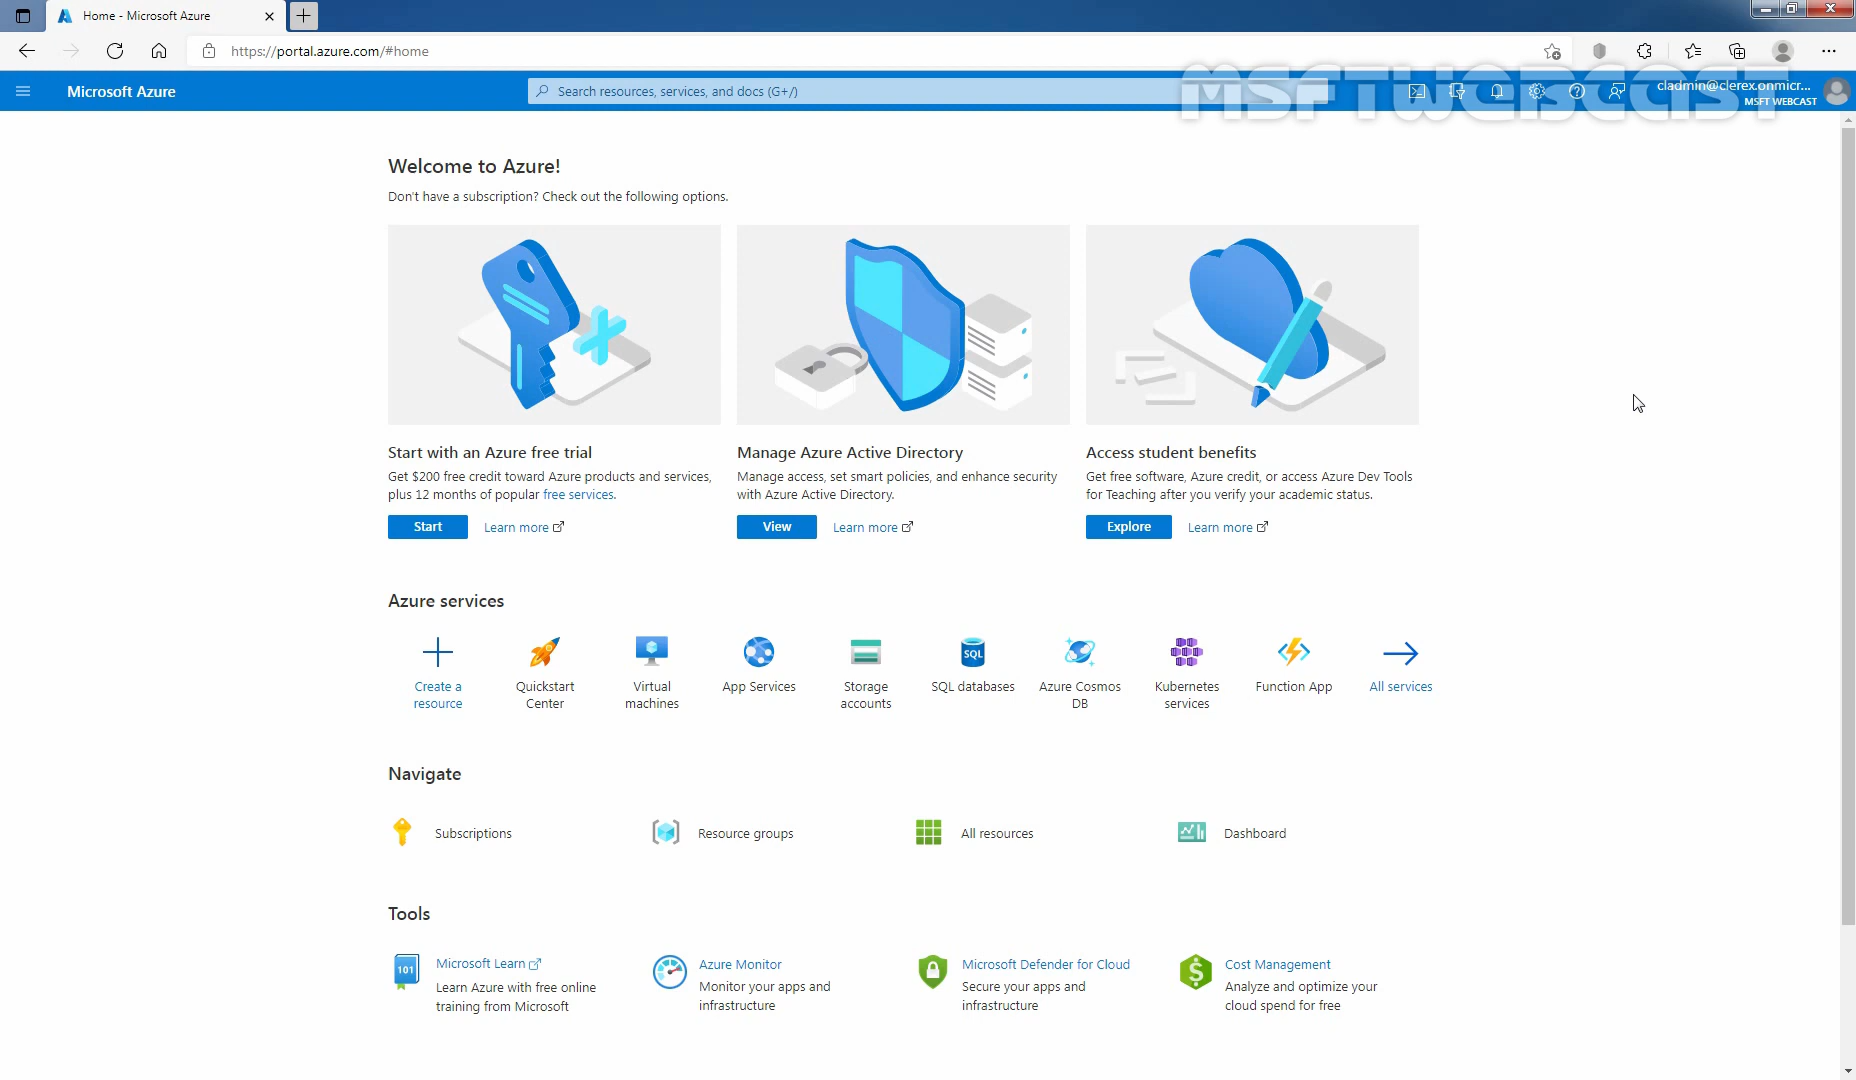 Home - Microsoft Azure
https://portal.azure.com/#home
MSFTWEBCAST
Microsoft Azure
Search resources, services, and docs (G+/)
cladmin@clerex.onmicr...
MSFT WEBCAST
Welcome to Azure!
Don't have a subscription? Check out the following options.
Start with an Azure free trial
Get $200 free credit toward Azure products and services,
plus 12 months of popular free services.
Start
Learn more
Manage Azure Active Directory
Manage access, set smart policies, and enhance security
with Azure Active Directory.
View
Learn more
Access student benefits
Get free software, Azure credit, or access Azure Dev Tools
for Teaching after you verify your academic status.
Explore
Learn more
Azure services
Create a
resource
Quickstart
Center
Virtual
machines
App Services
Storage
accounts
SQL
SQL databases
Azure Cosmos
DB
Kubernetes
services
Function App
All services
Navigate
Subscriptions
Resource groups
All resources
Dashboard
Tools
101
Microsoft Learn
Learn Azure with free online
training from Microsoft
Azure Monitor
Monitor your apps and
infrastructure
Microsoft Defender for Cloud
Secure your apps and
infrastructure
$
Cost Management
Analyze and optimize your
cloud spend for free